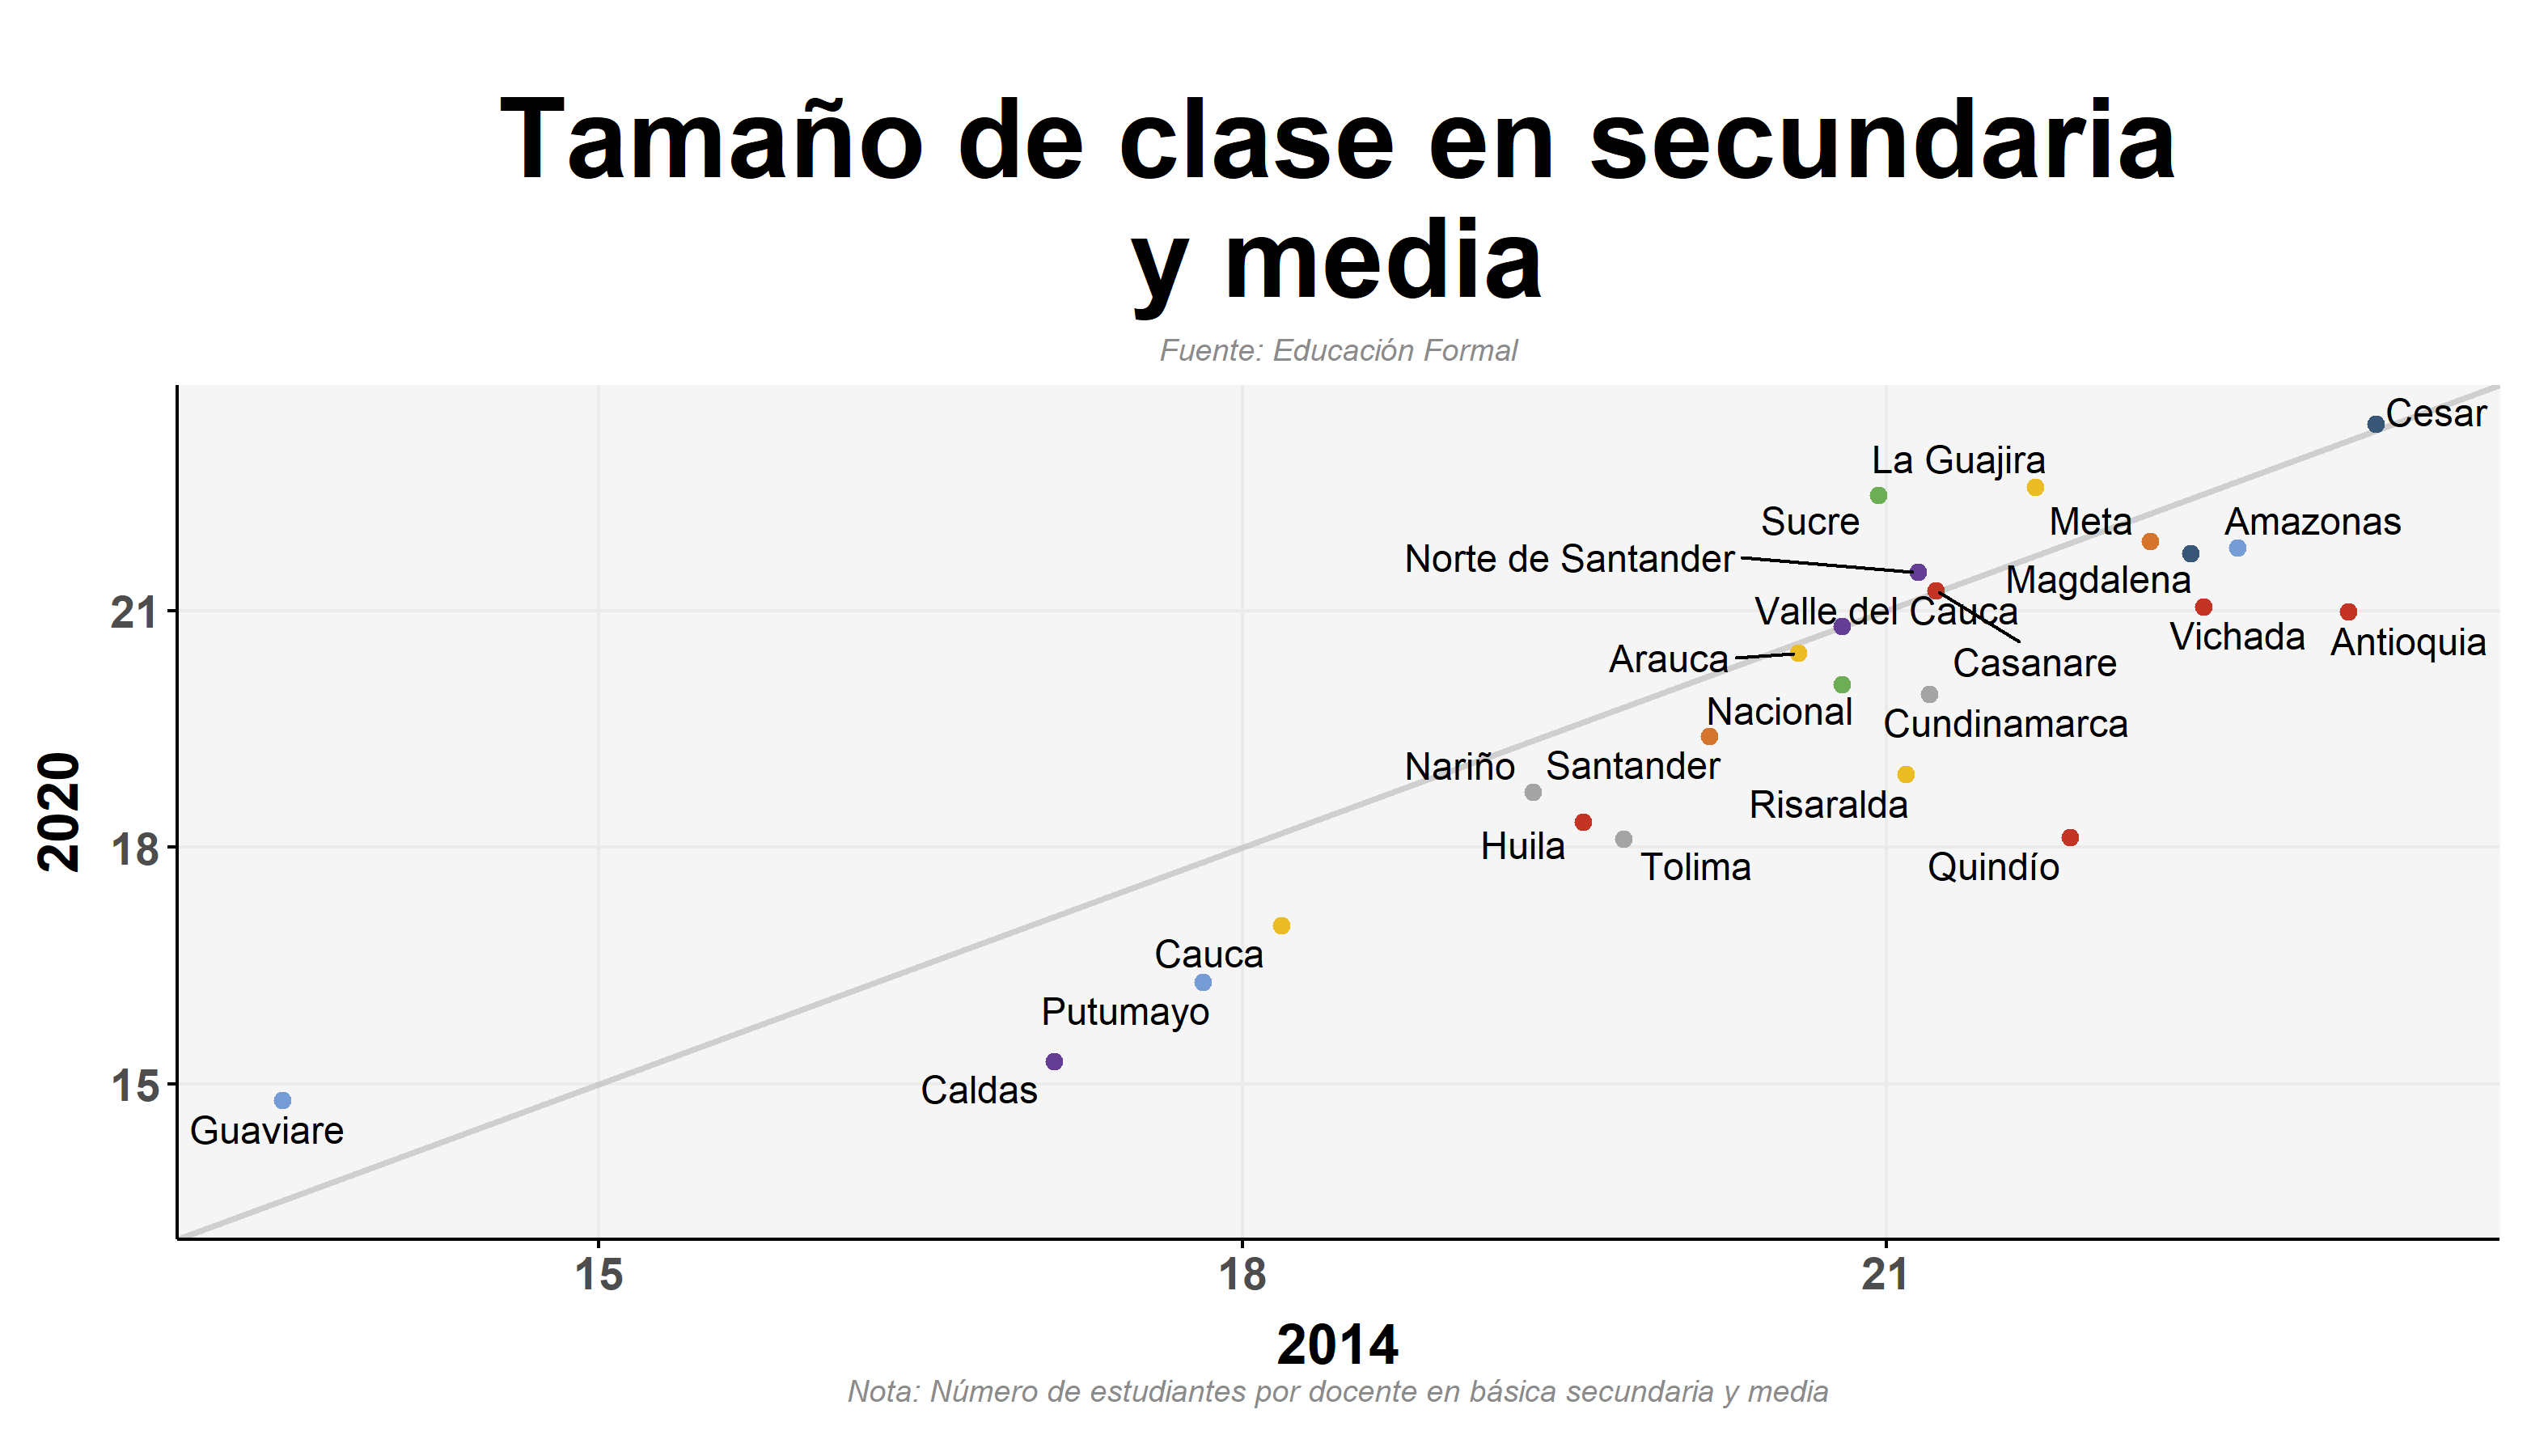 Tamaño de clase en secundaria
y media
Fuente: Educación Formal
Cesar
La Guajira
Sucre
Meta
Amazonas
Norte de Santander
Magdalena
Valle del Cauca
21
Vichada
Antioquia
Arauca
Casanare
Nacional
Cundinamarca
Nariño
Santander
Risaralda
2020
18
Huila
Tolima
Quindío
Cauca
Putumayo
Caldas
15
Guaviare
15
18
21
2014
Nota: Número de estudiantes por docente en básica secundaria y media